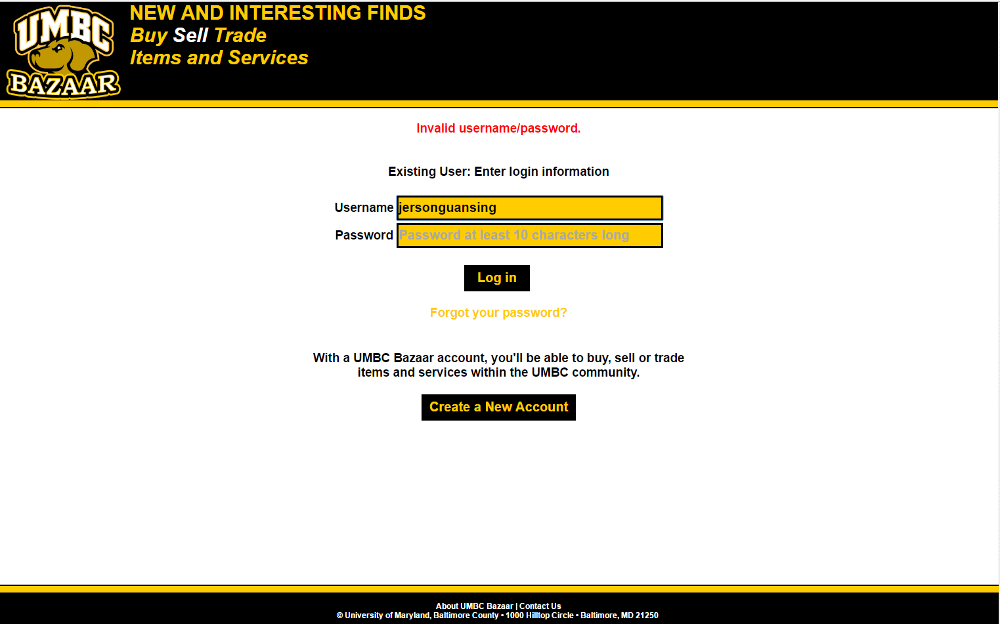 UMBC
BAZAAR
NEW AND INTERESTING FINDS
Buy Sell Trade
Items and Services
Invalid username/password.
Existing User: Enter login information
Username jersonguansing
Password Password at least 10 characters long
Log in
Forgot your password?
With a UMBC Bazaar account, you'll be able to buy, sell or trade
items and services within the UMBC community.
Create a New Account
About UMBC Bazaar | Contact Us
© University of Maryland, Baltimore County • 1000 Hilltop Circle • Baltimore, MD 21250